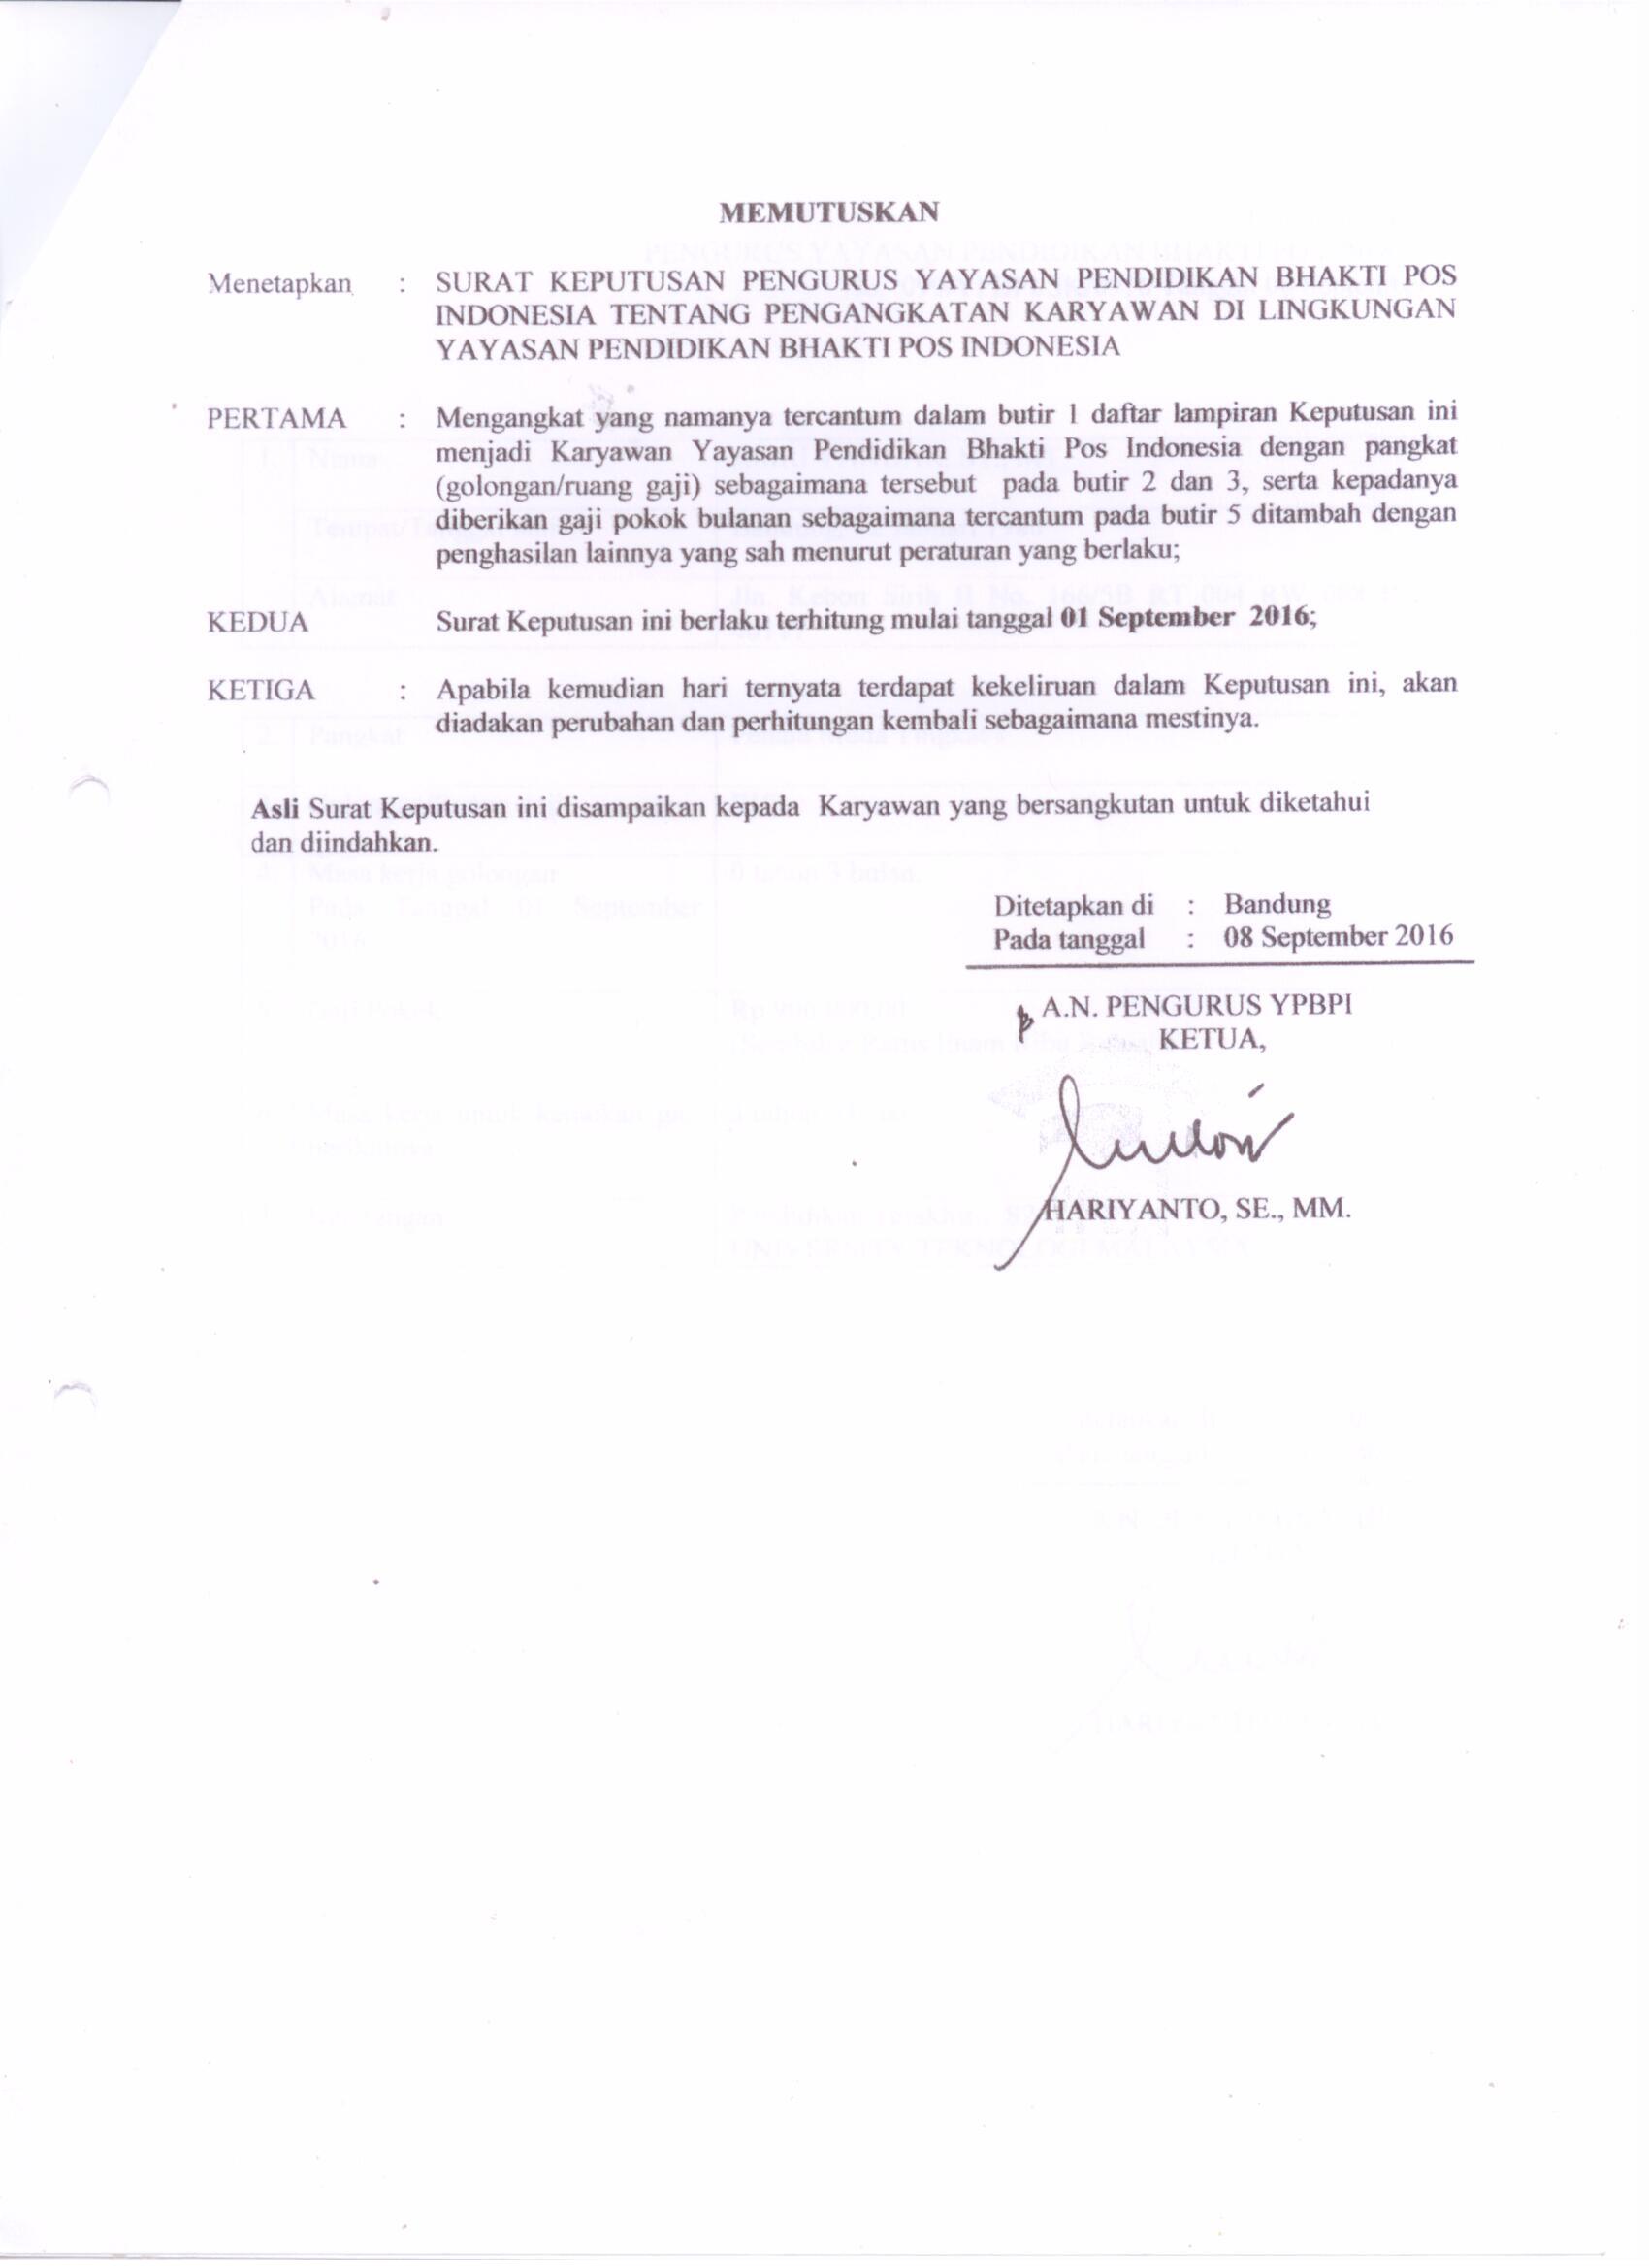 MEMUTUSKAN
Menetapkan : SURAT KEPUTUSAN PENGURUS YAYASAN PENDIDIKAN BHAKTI POS
INDONESIA TENTANG PENGANGKATAN KARYAWAN DI LINGKUNGAN
YAYASAN PENDIDIKAN BHAKTI POS INDONESIA
PERTAMA : Mengangkat yang namanya tercantum dalam butir 1 daftar lampiran Keputusan ini
menjadi Karyawan Yayasan Pendidikan Bhakti Pos Indonesia dengan pangkat
(golongan/ruang gaji) sebagaimana tersebut pada butir 2 dan 3, serta kepadanya
diberikan gaji pokok bulanan sebagaimana tercantum pada butir 5 ditambah dengan
penghasilan lainnya yang sah menurut peraturan yang berlaku;
KEDUA Surat Keputusan ini berlaku terhitung mulai tanggal 01 September 2016;
KETIGA : Apabila kemudian hari ternyata terdapat kekeliruan dalam Keputusan ini, akan
diadakan perubahan dan perhitungan kembali sebagaimana mestinya.
Asli Surat Keputusan ini disampaikan kepada Karyawan yang bersangkutan untuk diketahui
dan diindahkan.
Ditetapkan di : Bandung
Pada tanggal : 08 September 2016
A.N. PENGURUS YPBPI
KETUA,
HARIYANTO, SE., MM.